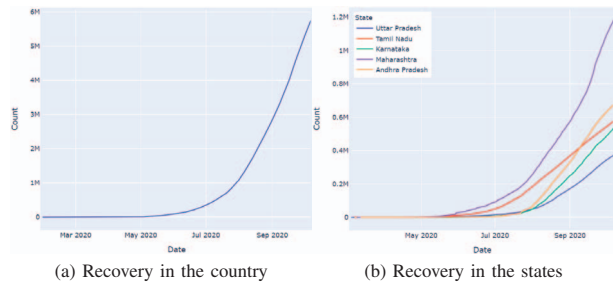 6M
5M
4M
3M
2M
1M
0
Count
Mar 2020
May 2020
Jul 2020
Sep 2020
Date
(a) Recovery in the country
1.2M
1M
0.8M
0.6M
0.4M
0.2M
0
Count
State
Uttar Pradesh
Tamil Nadu
Karnataka
Maharashtra
Andhra Pradesh
May 2020
Jul 2020
Sep 2020
Date
(b) Recovery in the states